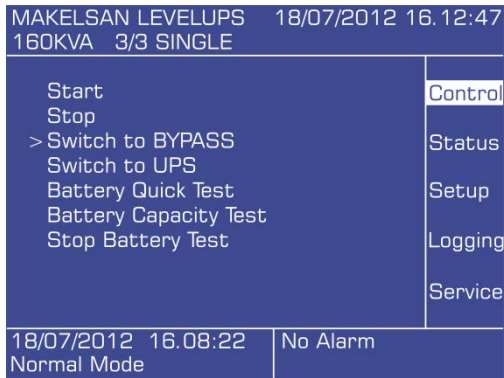 MAKELSAN LEVELUPS 18/07/2012 16.12:47
160KVA 3/3 SINGLE
Start
Stop
> Switch to BYPASS
Switch to UPS
Battery Quick Test
Battery Capacity Test
Stop Battery Test
Control
Status
Setup
Logging
Service
18/07/2012 16.08:22 No Alarm
Normal Mode